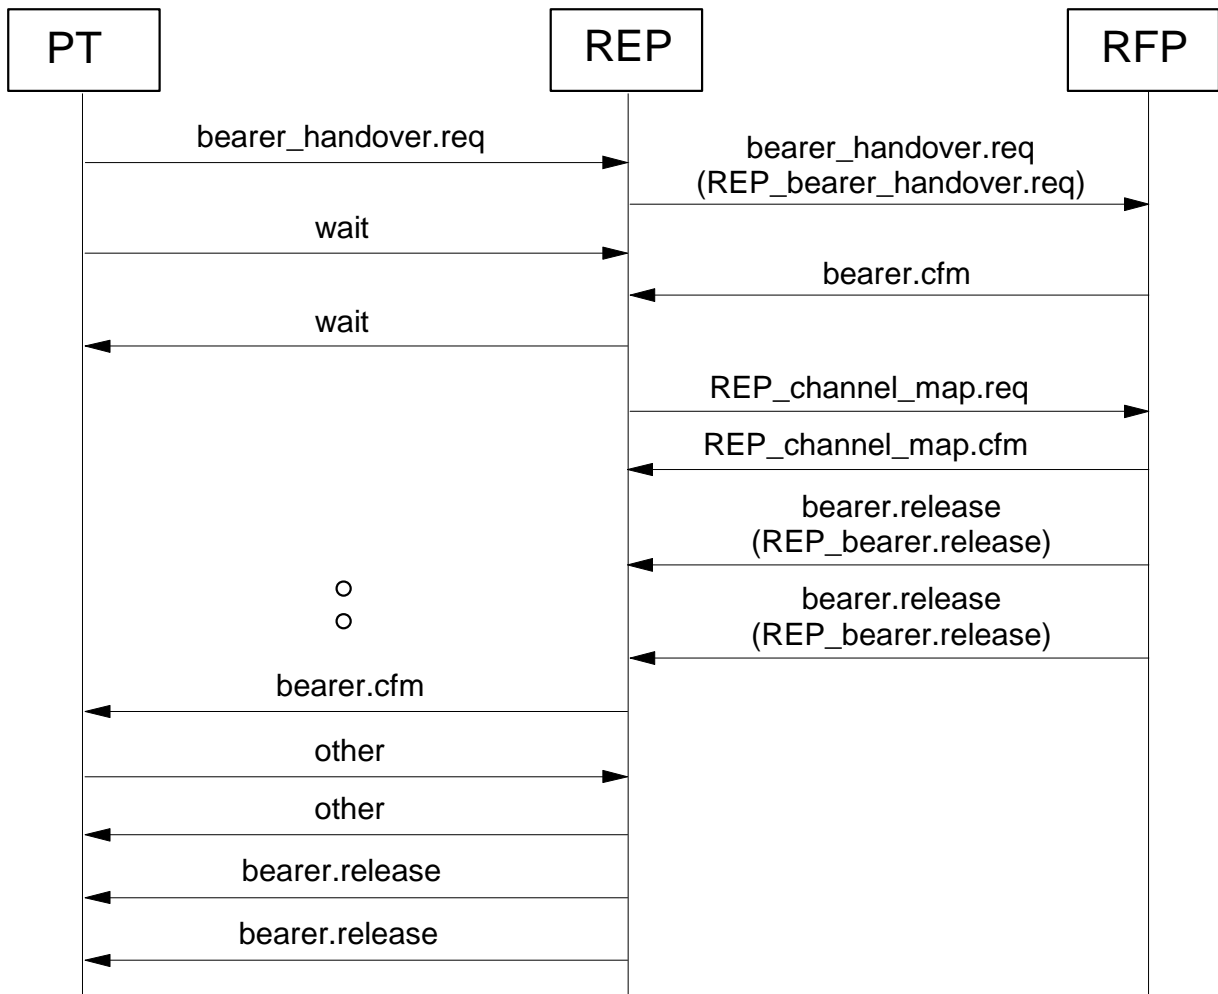 PT
REP
RFP
bearer_handover.req
bearer_handover.req
(REP_bearer_handover.req)
wait
bearer.cfm
wait
REP_channel_map.req
REP_channel_map.cfm
bearer.release
(REP_bearer.release)
bearer.release
(REP_bearer.release)
bearer.cfm
other
other
bearer.release
bearer.release